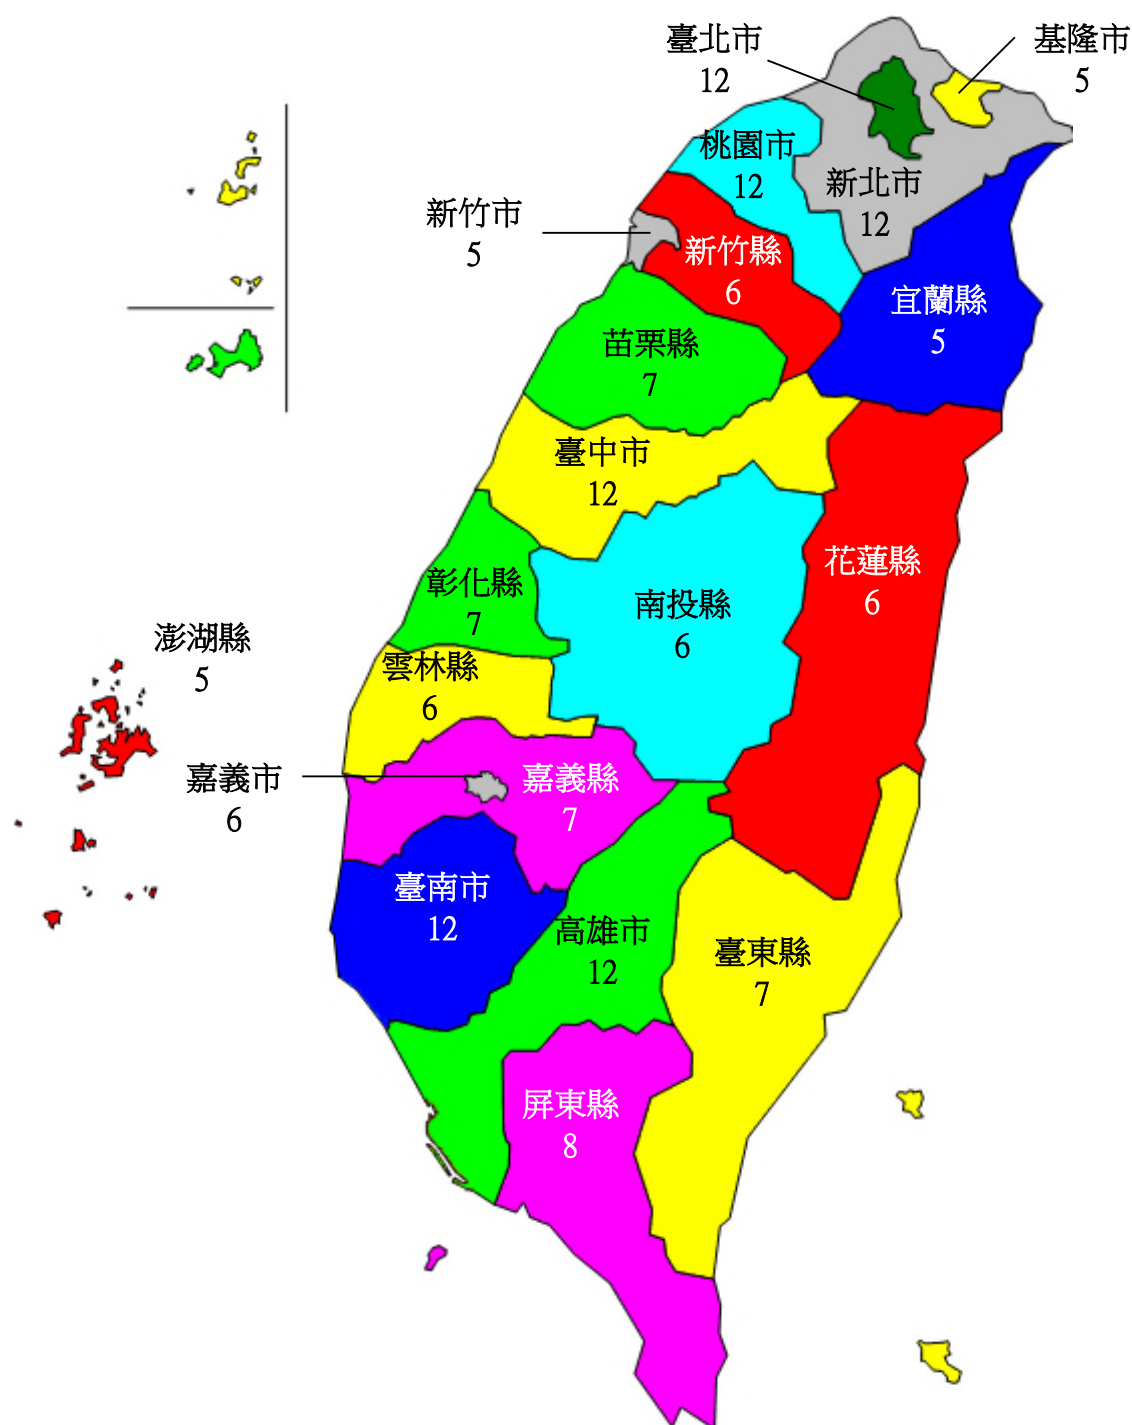 臺北市
12
基隆市
5
桃園市
12
新北市
12
新竹市
5
新竹縣
6
宜蘭縣
5
苗栗縣
7
臺中市
12
花蓮縣
6
彰化縣
7
南投縣
6
澎湖縣
5
雲林縣
6
嘉義市
6
嘉義縣
7
臺南市
12
高雄市
12
臺東縣
7
屏東縣
8